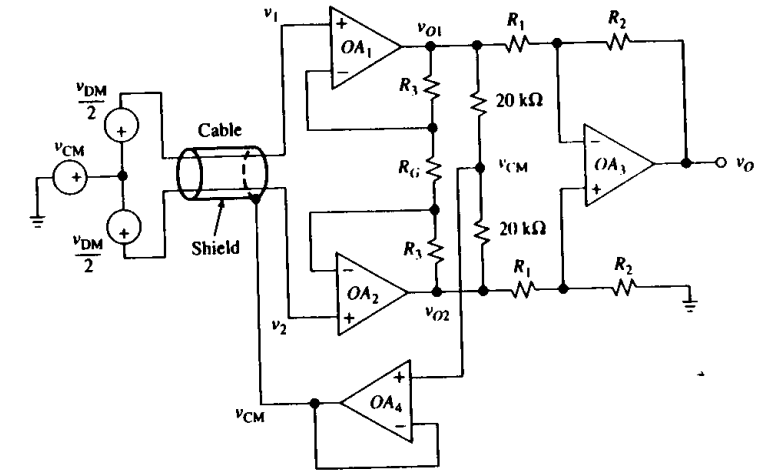 v1
vO1
R1
R2
+
OA1
−
vDM
2
+
R3
20 kΩ
Cable
vCM
+
RG
vCM
−
OA3
+
vO
vDM
2
+
Shield
R3
20 kΩ
−
OA2
+
v2
vO2
R1
R2
+
OA4
−
vCM